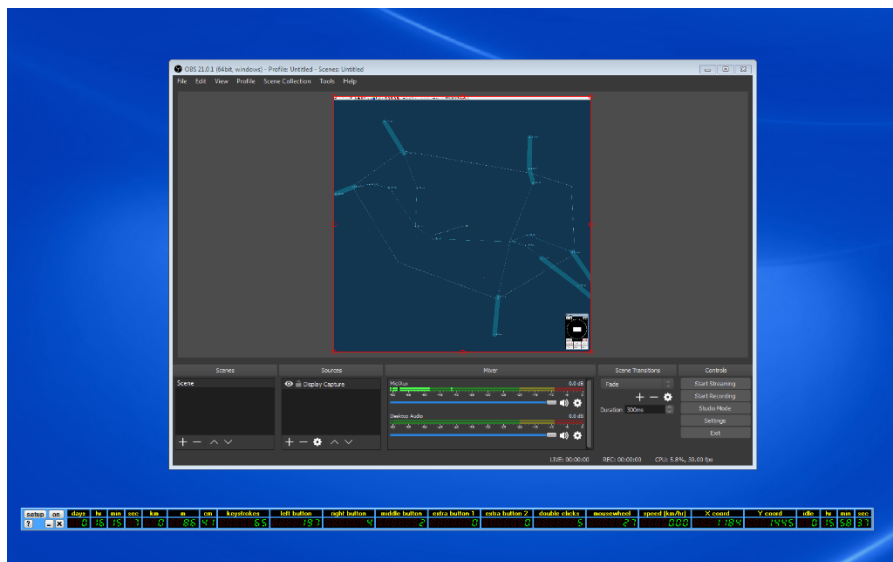 OBS 21.0.1 (64bit, windows) - Profile: Untitled - Scenes: Untitled
File Edit View Profile Scene Collection Tools Help
Scenes Sources Mixer Scene Transitions Controls
Scene
Display Capture
Mic/Aux 0.0 dB
Desktop Audio 0.0 dB
Fade
Duration 300ms
Start Streaming
Start Recording
Studio Mode
Settings
Exit
LIVE: 00:00:00 REC: 00:00:00 CPU: 5.8%, 30.00 fps
setup on days hr min sec km m cm keystrokes left button right button middle button extra button 1 extra button 2 double clicks mousewheel speed [km/hr] X coord Y coord idle hr min sec
? 0 16 15 7 0 86 41 65 197 4 2 0 0 5 27 0.00 1184 1445 0 15 58 37